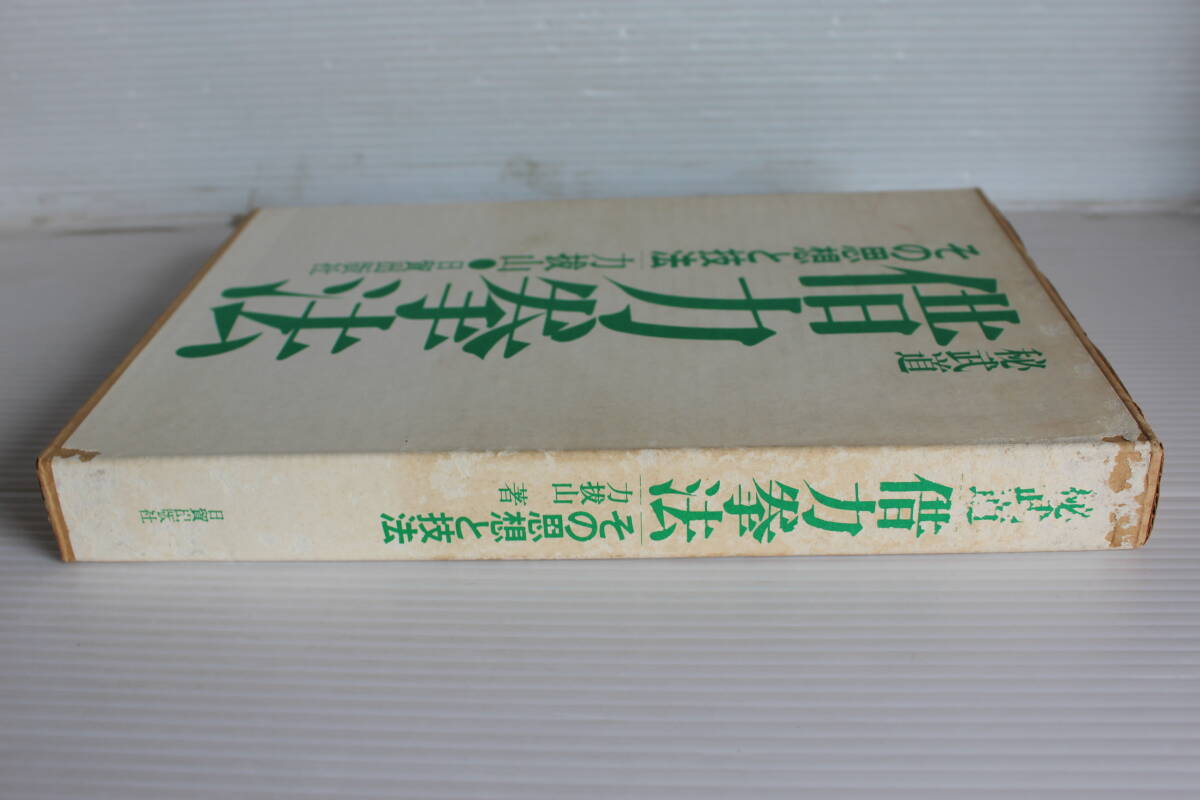 秘武道
借力拳法
その思想と技法
力抜山●日貿出版社
秘武道
借力拳法
その思想と技法
力抜山 著
日貿出版社